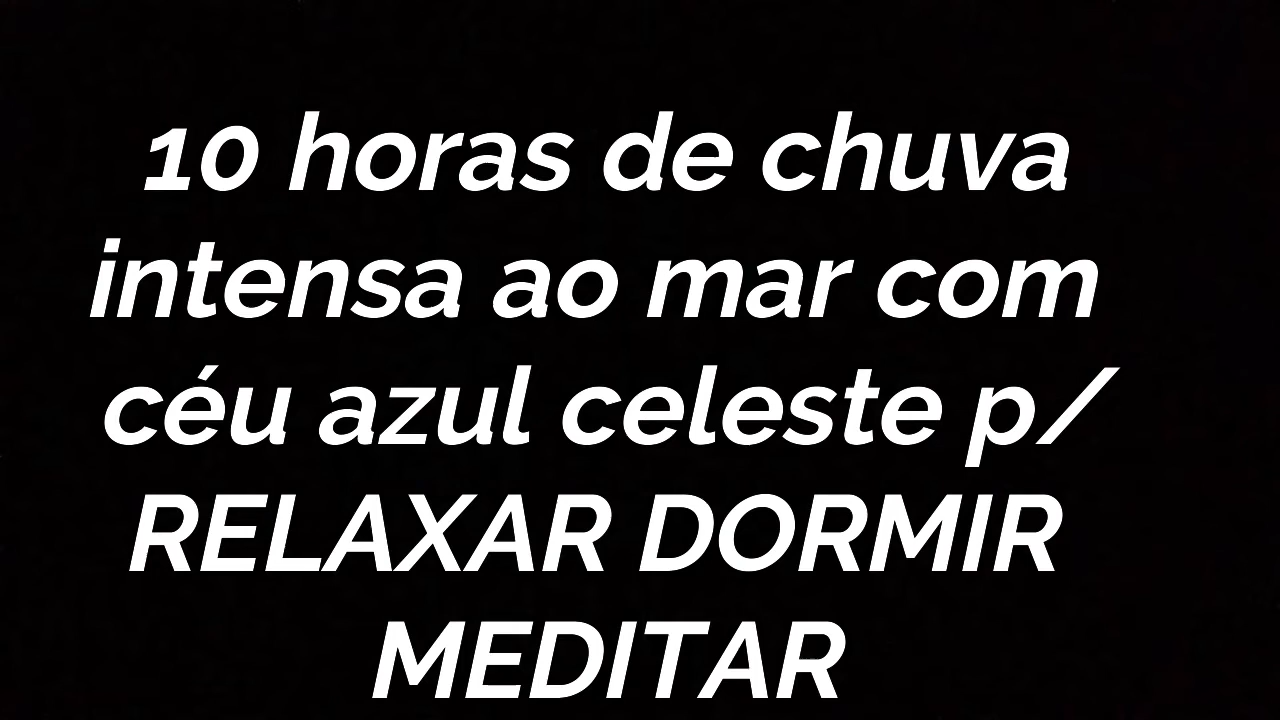 10 horas de chuva
intensa ao mar com
céu azul celeste p/
RELAXAR DORMIR
MEDITAR